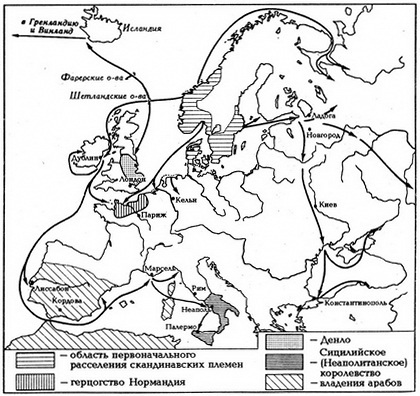 в Гренландию
и Винланд
Исландия
Фарерские о-ва
Шетландские о-ва
Ладога
Новгород
Дублин
Лондон
Кельн
Париж
Киев
Марсель
Лиссабон
Кордова
Рим
Неаполь
Палермо
Константинополь
— область первоначального
расселения скандинавских племен
— герцогство Нормандия
— Денло
Сицилийское
— (Неаполитанское)
королевство
— владения арабов